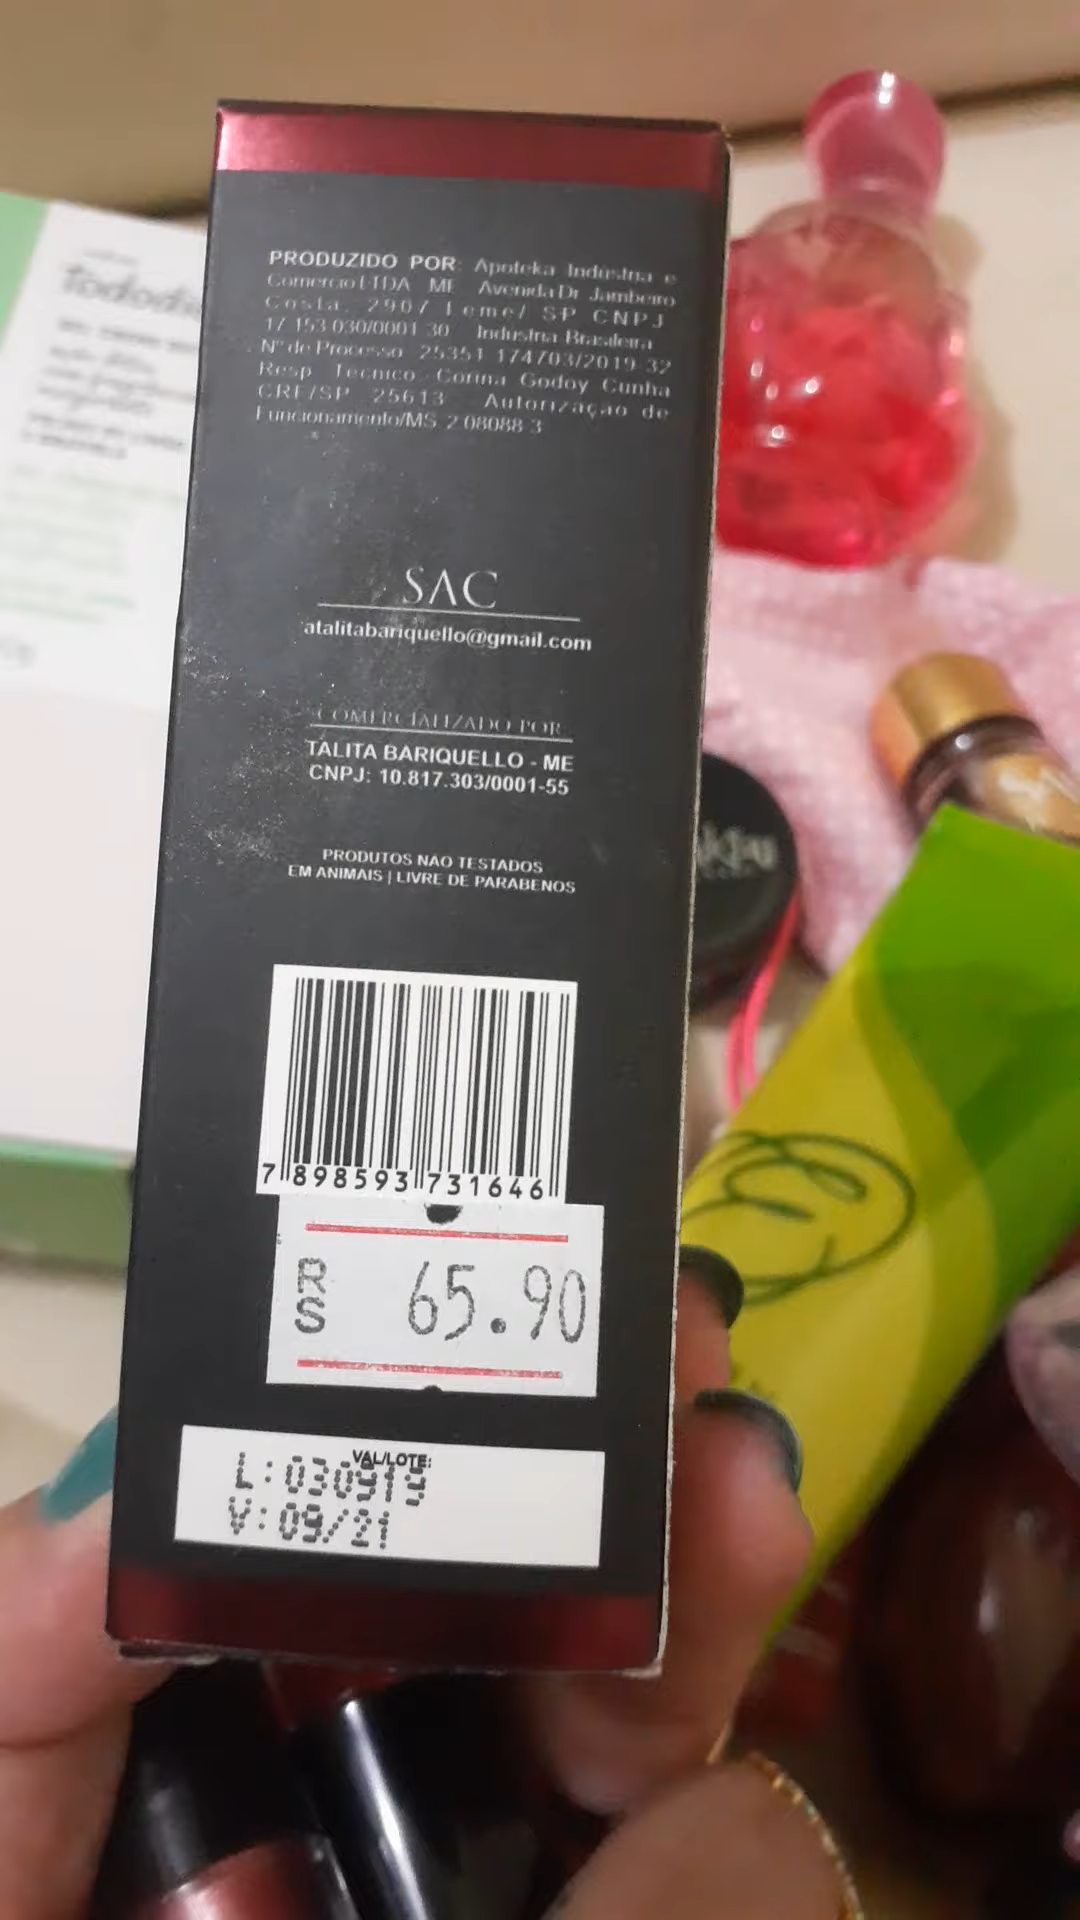 PRODUZIDO POR: Apoteka Indústria e
Comercio LTDA ME Avenida Dr Jambeiro
Costa, 2907 Leme/ SP CNPJ
17 153 030/0001 30 Industria Brasileira
Nº de Processo 25351 174703/2019-32
Resp Tecnico Corina Godoy Cunha
CRF/SP 25613 Autorização de
Funcionamento/MS 2 08088 3
SAC
atalitabariquello@gmail.com
COMERCIALIZADO POR
TALITA BARIQUELLO - ME
CNPJ: 10.817.303/0001-55
PRODUTOS NAO TESTADOS
EM ANIMAIS | LIVRE DE PARABENOS
7 898593 731646
RS 65.90
VAL/LOTE:
V: 09/21
Tododia